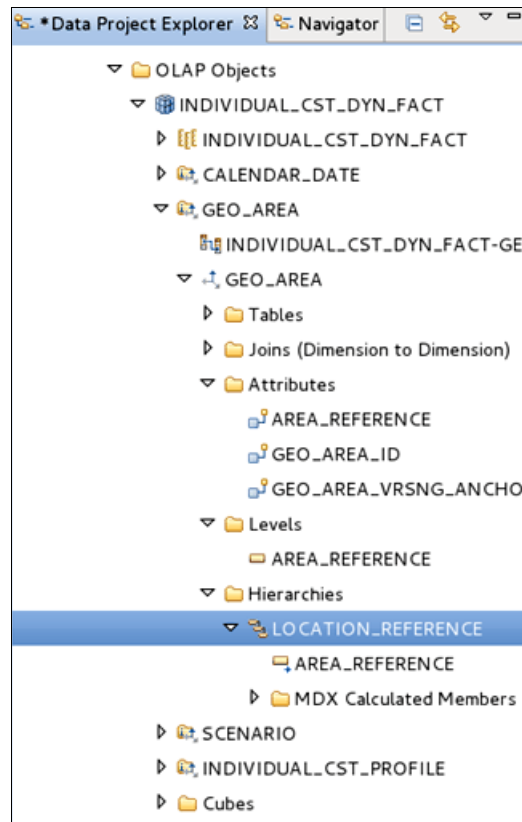 *Data Project Explorer Navigator
OLAP Objects
INDIVIDUAL_CST_DYN_FACT
INDIVIDUAL_CST_DYN_FACT
CALENDAR_DATE
GEO_AREA
INDIVIDUAL_CST_DYN_FACT-GE
GEO_AREA
Tables
Joins (Dimension to Dimension)
Attributes
AREA_REFERENCE
GEO_AREA_ID
GEO_AREA_VRSNG_ANCHO
Levels
AREA_REFERENCE
Hierarchies
LOCATION_REFERENCE
AREA_REFERENCE
MDX Calculated Members
SCENARIO
INDIVIDUAL_CST_PROFILE
Cubes